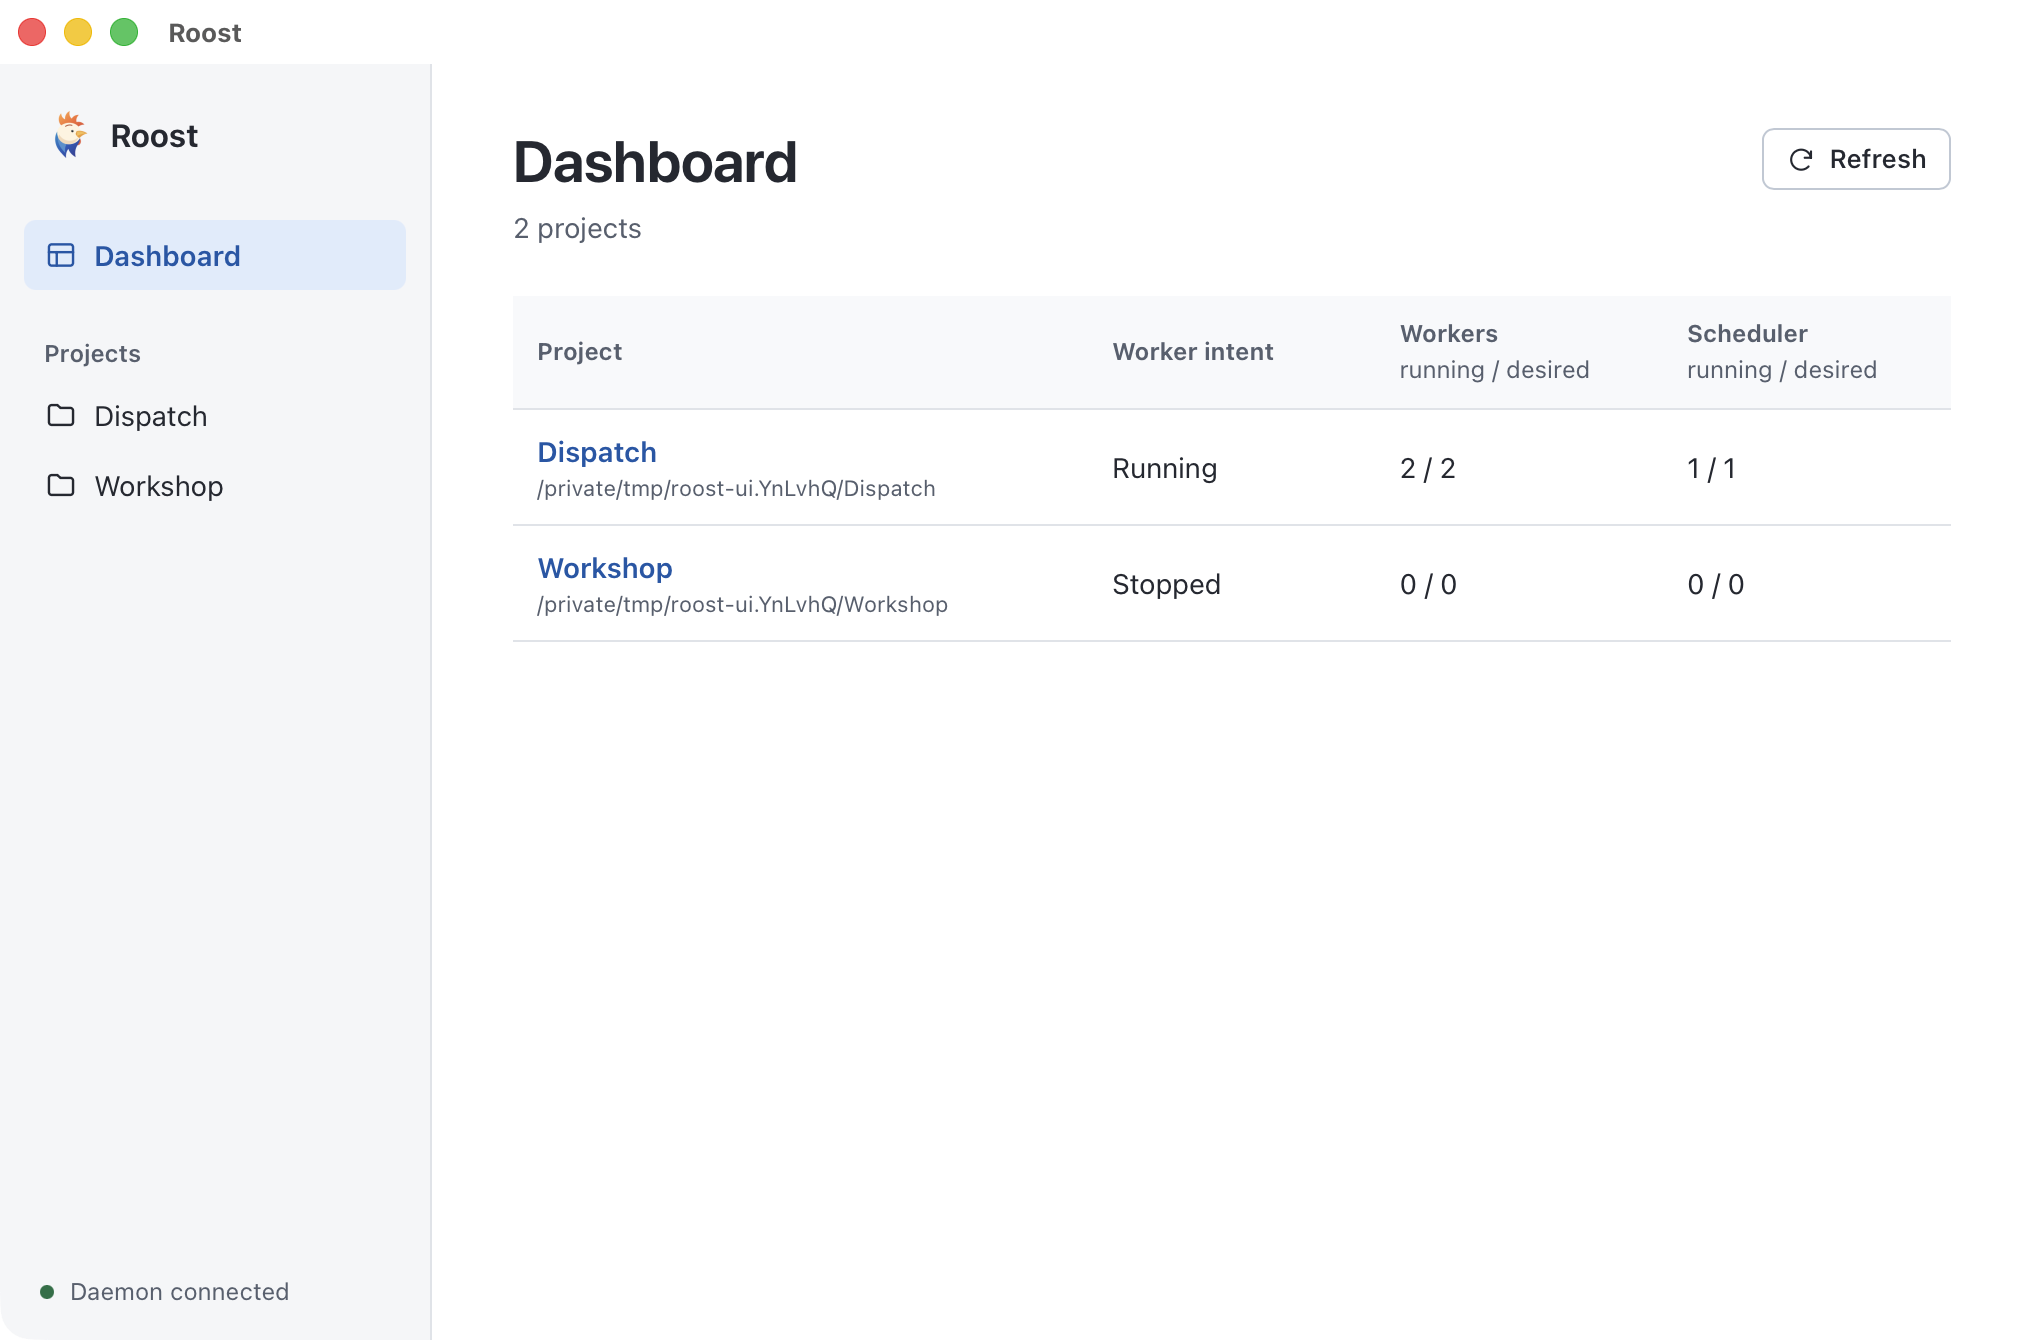 Roost
Roost
Dashboard
Projects
Dispatch
Workshop
Daemon connected
Dashboard
2 projects
Refresh
Project
Worker intent
Workers
running / desired
Scheduler
running / desired
Dispatch
/private/tmp/roost-ui.YnLvhQ/Dispatch
Running
2 / 2
1 / 1
Workshop
/private/tmp/roost-ui.YnLvhQ/Workshop
Stopped
0 / 0
0 / 0